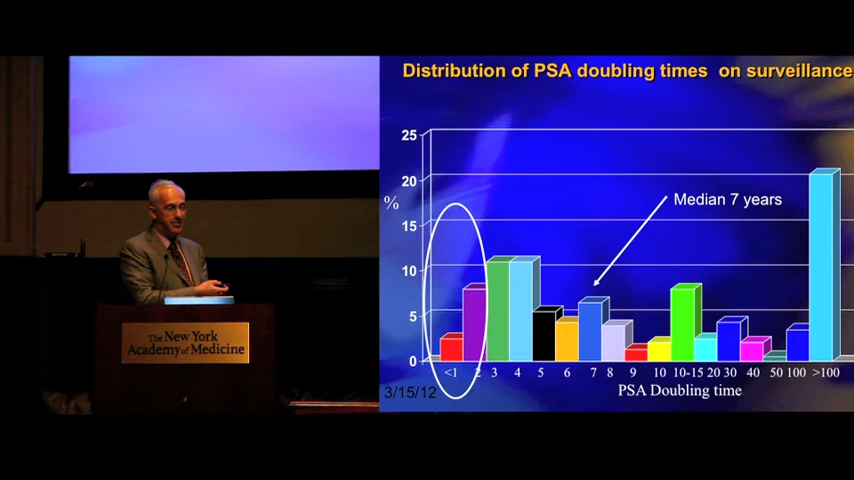 Distribution of PSA doubling times on surveillance
25
20
%
15
10
5
0
Median 7 years
<1 2 3 4 5 6 7 8 9 10 10-15 20 30 40 50 100 >100
PSA Doubling time
3/15/12
The New York
Academy of Medicine